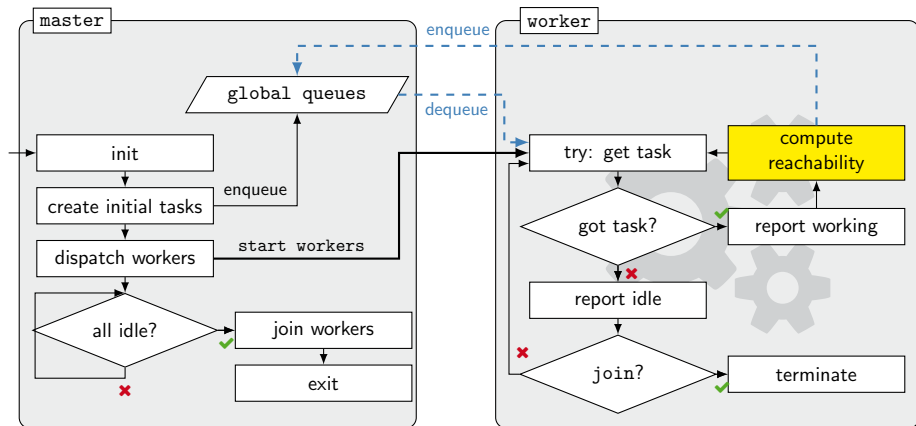 master
worker
enqueue
global queues
dequeue
init
try: get task
compute
reachability
enqueue
create initial tasks
got task?
report working
start workers
dispatch workers
report idle
all idle?
join workers
join?
terminate
exit